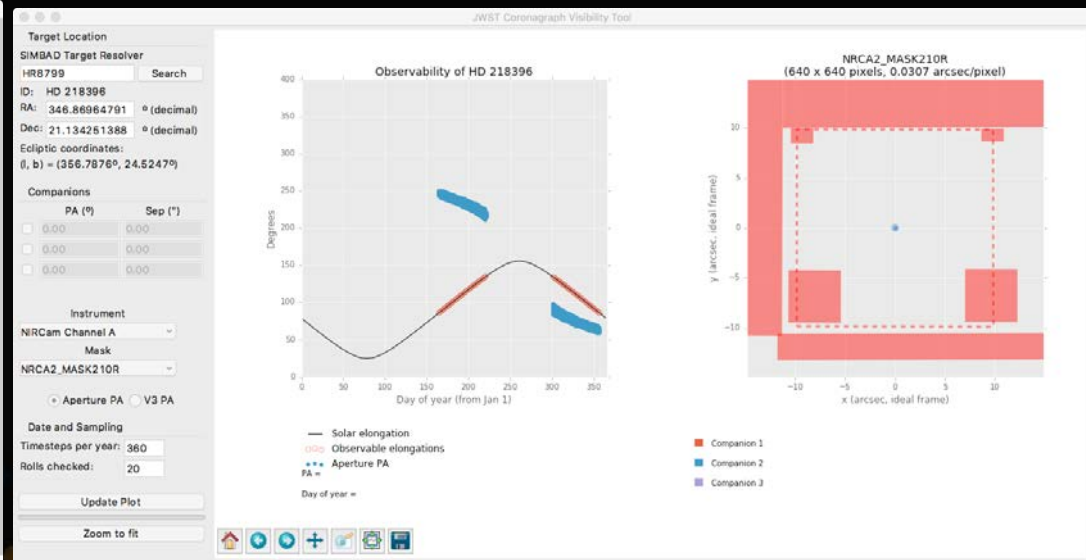 JWST Coronagraph Visibility Tool
Target Location
SIMBAD Target Resolver
HR8799 Search
ID: HD 218396
RA: 346.86964791 º (decimal)
Dec: 21.134251388 º (decimal)
Ecliptic coordinates:
(l, b) = (356.7876º, 24.5247º)
Companions
PA (º) Sep (")
0.00 0.00
0.00 0.00
0.00 0.00
Instrument
NIRCam Channel A
Mask
NRCA2_MASK210R
Aperture PA V3 PA
Date and Sampling
Timesteps per year: 360
Rolls checked: 20
Update Plot
Zoom to fit
Observability of HD 218396
400
350
300
250
200
150
100
50
0
Degrees
0 50 100 150 200 250 300 350
Day of year (from Jan 1)
Solar elongation
Observable elongations
Aperture PA
PA =
Day of year =
NRCA2_MASK210R
(640 x 640 pixels, 0.0307 arcsec/pixel)
10
5
0
−5
−10
y (arcsec, ideal frame)
−10 −5 0 5 10
x (arcsec, ideal frame)
Companion 1
Companion 2
Companion 3